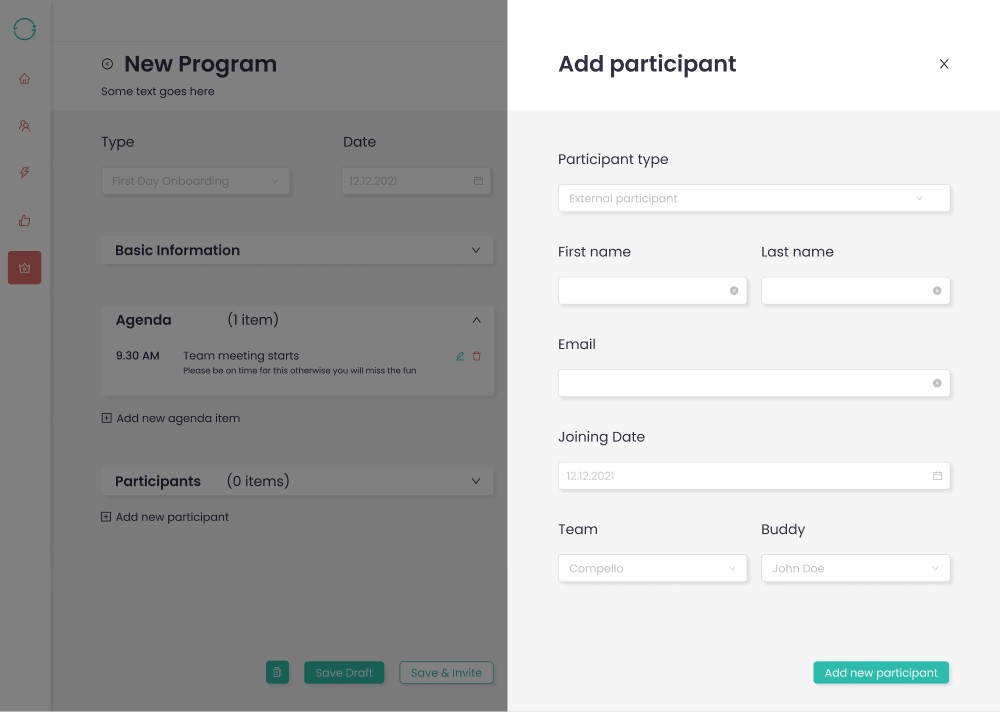 New Program
Some text goes here
Type
Date
First Day Onboarding
12.12.2021
Basic Information
Agenda (1 item)
9.30 AM Team meeting starts
Please be on time for this otherwise you will miss the fun
Add new agenda item
Participants (0 items)
Add new participant
Save Draft
Save & Invite
Add participant
Participant type
External participant
First name
Last name
Email
Joining Date
12.12.2021
Team
Buddy
Compello
John Doe
Add new participant